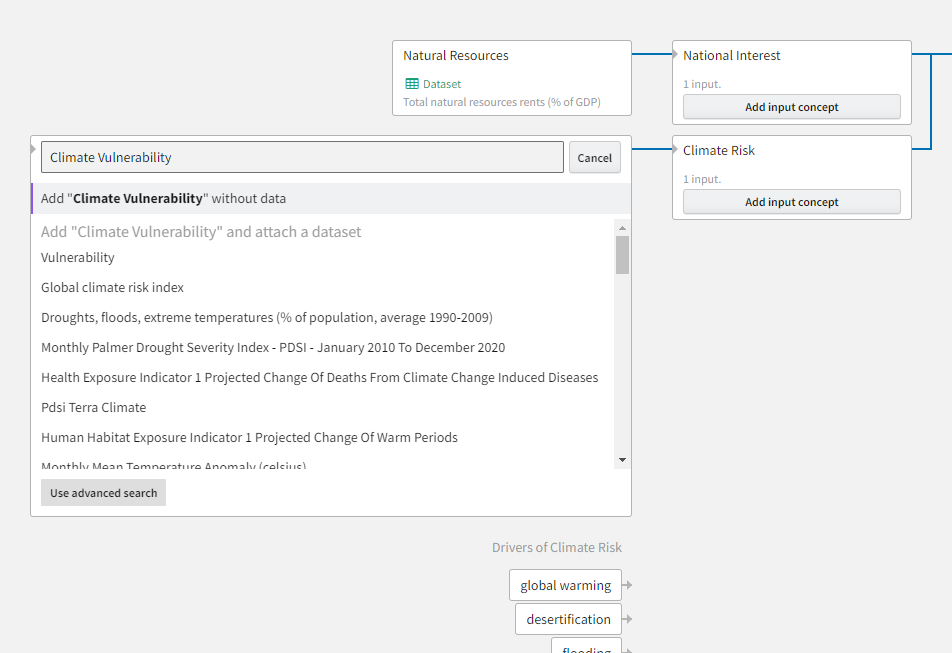 Natural Resources
Dataset
Total natural resources rents (% of GDP)
National Interest
1 input.
Add input concept
Climate Vulnerability
Cancel
Add "Climate Vulnerability" without data
Add "Climate Vulnerability" and attach a dataset
Vulnerability
Global climate risk index
Droughts, floods, extreme temperatures (% of population, average 1990-2009)
Monthly Palmer Drought Severity Index - PDSI - January 2010 To December 2020
Health Exposure Indicator 1 Projected Change Of Deaths From Climate Change Induced Diseases
Pdsi Terra Climate
Human Habitat Exposure Indicator 1 Projected Change Of Warm Periods
Monthly Mean Temperature Anomaly (celsius)
Use advanced search
Climate Risk
1 input.
Add input concept
Drivers of Climate Risk
global warming
desertification
flooding